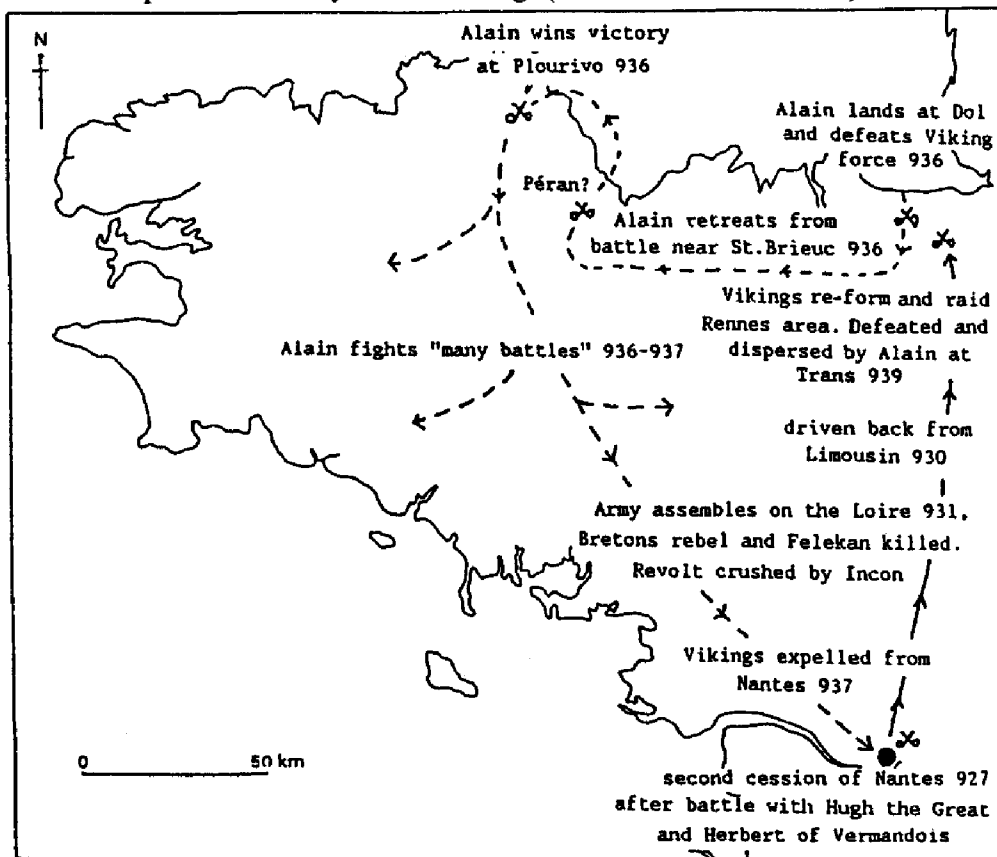 N
Alain wins victory
at Plourivo 936
Alain lands at Dol
and defeats Viking
force 936
Péran?
Alain retreats from
battle near St.Brieuc 936
Vikings re-form and raid
Rennes area. Defeated and
dispersed by Alain at
Trans 939
Alain fights "many battles" 936-937
driven back from
Limousin 930
Army assembles on the Loire 931.
Bretons rebel and Felekan killed.
Revolt crushed by Incon
Vikings expelled from
Nantes 937
0 50 km
second cession of Nantes 927
after battle with Hugh the Great
and Herbert of Vermandois